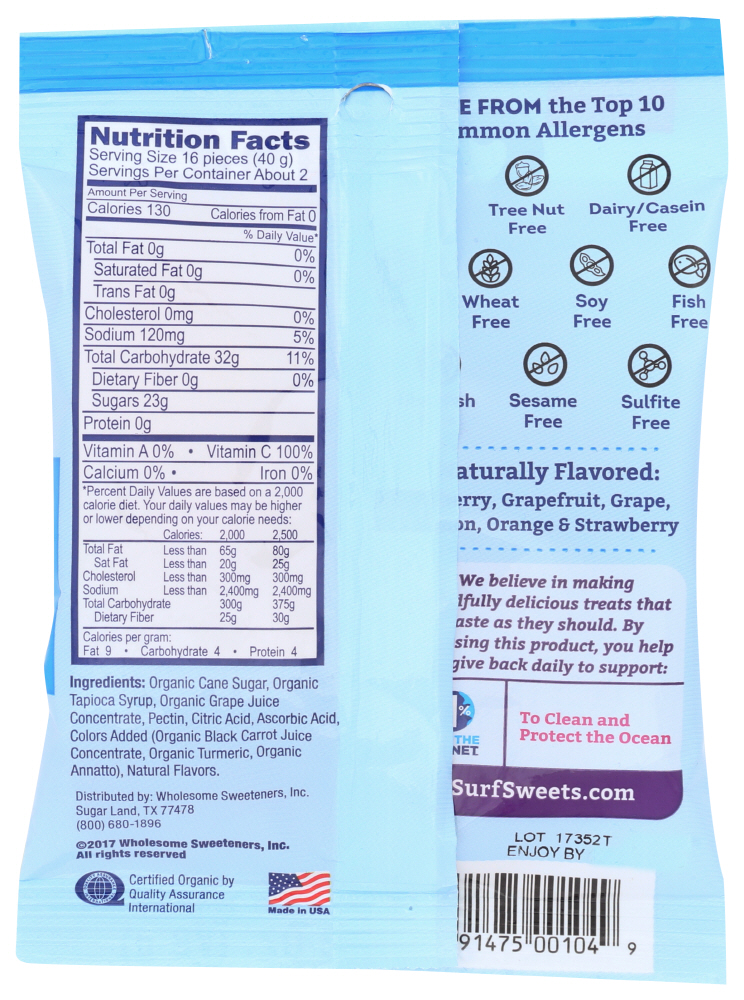 Nutrition Facts
Serving Size 16 pieces (40 g)
Servings Per Container About 2
Amount Per Serving
Calories 130 Calories from Fat 0
% Daily Value*
Total Fat 0g 0%
Saturated Fat 0g 0%
Trans Fat 0g
Cholesterol 0mg 0%
Sodium 120mg 5%
Total Carbohydrate 32g 11%
Dietary Fiber 0g 0%
Sugars 23g
Protein 0g
Vitamin A 0% • Vitamin C 100%
Calcium 0% • Iron 0%
*Percent Daily Values are based on a 2,000
calorie diet. Your daily values may be higher
or lower depending on your calorie needs:
Calories: 2,000 2,500
Total Fat Less than 65g 80g
Sat Fat Less than 20g 25g
Cholesterol Less than 300mg 300mg
Sodium Less than 2,400mg 2,400mg
Total Carbohydrate 300g 375g
Dietary Fiber 25g 30g
Calories per gram:
Fat 9 • Carbohydrate 4 • Protein 4
Ingredients: Organic Cane Sugar, Organic
Tapioca Syrup, Organic Grape Juice
Concentrate, Pectin, Citric Acid, Ascorbic Acid,
Colors Added (Organic Black Carrot Juice
Concentrate, Organic Turmeric, Organic
Annatto), Natural Flavors.
Distributed by: Wholesome Sweeteners, Inc.
Sugar Land, TX 77478
(800) 680-1896
©2017 Wholesome Sweeteners, Inc.
All rights reserved
Certified Organic by
Quality Assurance
International
Made in USA
E FROM the Top 10
mmon Allergens
Tree Nut
Free
Dairy/Casein
Free
Wheat
Free
Soy
Free
Fish
Free
sh
Sesame
Free
Sulfite
Free
aturally Flavored:
erry, Grapefruit, Grape,
on, Orange & Strawberry
We believe in making
fully delicious treats that
aste as they should. By
sing this product, you help
give back daily to support:
%
THE
NET
To Clean and
Protect the Ocean
SurfSweets.com
LOT 17352T
ENJOY BY
91475 00104 9